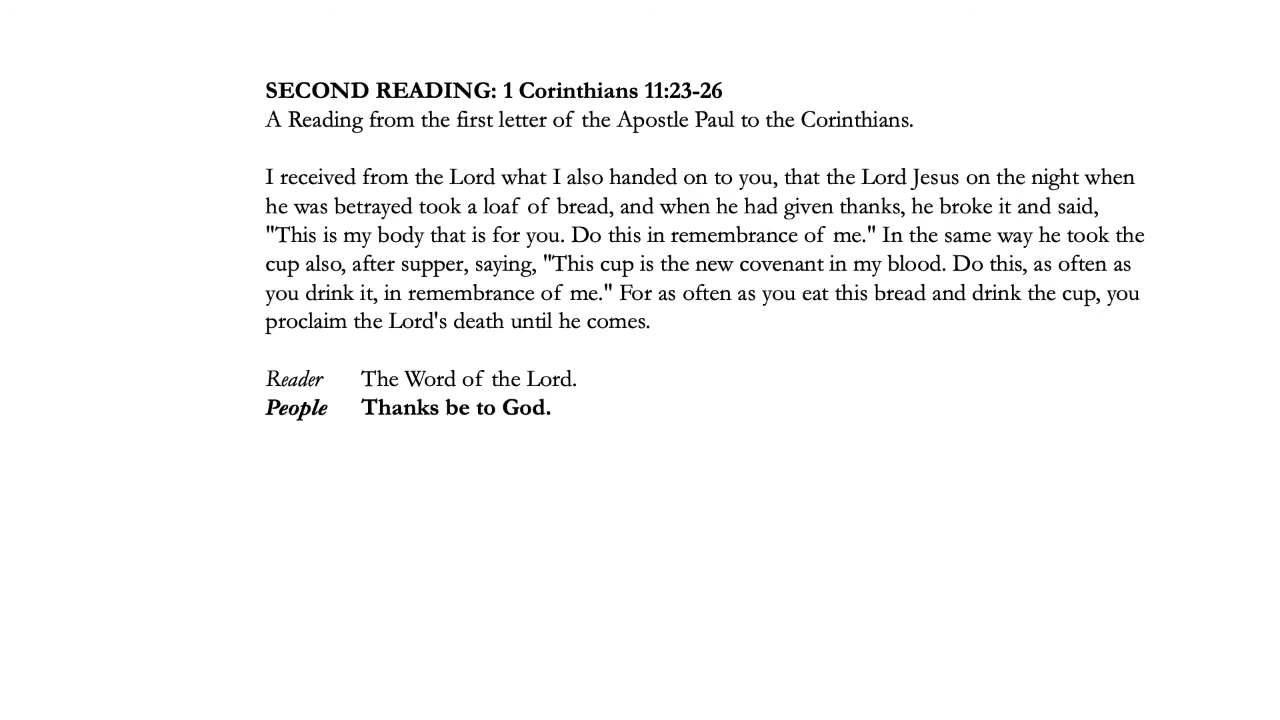 SECOND READING: 1 Corinthians 11:23-26
A Reading from the first letter of the Apostle Paul to the Corinthians.
I received from the Lord what I also handed on to you, that the Lord Jesus on the night when
he was betrayed took a loaf of bread, and when he had given thanks, he broke it and said,
"This is my body that is for you. Do this in remembrance of me." In the same way he took the
cup also, after supper, saying, "This cup is the new covenant in my blood. Do this, as often as
you drink it, in remembrance of me." For as often as you eat this bread and drink the cup, you
proclaim the Lord's death until he comes.
Reader The Word of the Lord.
People Thanks be to God.